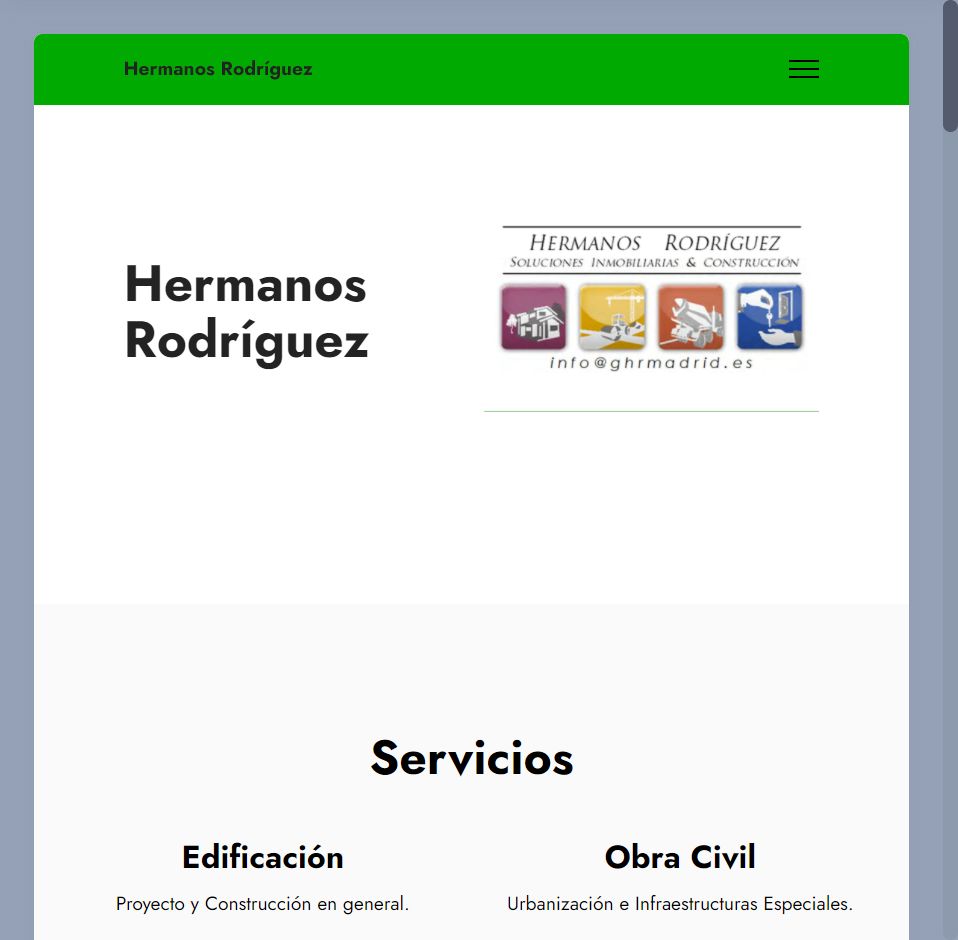 Hermanos Rodríguez
Hermanos
Rodríguez
HERMANOS RODRÍGUEZ
SOLUCIONES INMOBILIARIAS & CONSTRUCCIÓN
info@ghrmadrid.es
Servicios
Edificación
Proyecto y Construcción en general.
Obra Civil
Urbanización e Infraestructuras Especiales.